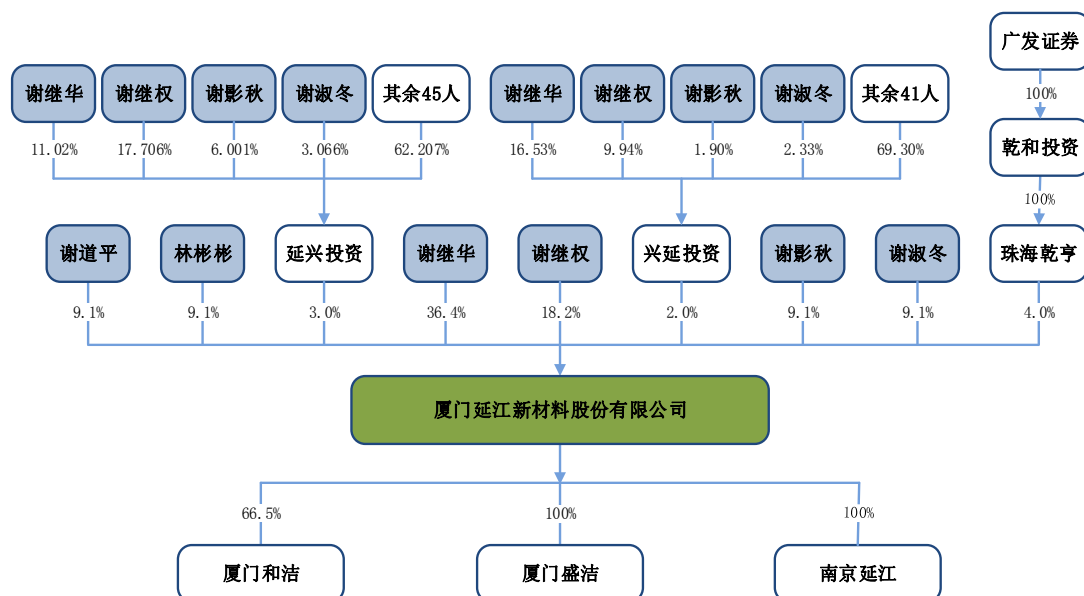 广发证券
谢继华
谢继权
谢影秋
谢淑冬
其余45人
谢继华
谢继权
谢影秋
谢淑冬
其余41人
100%
11.02%
17.706%
6.001%
3.066%
62.207%
16.53%
9.94%
1.90%
2.33%
69.30%
乾和投资
100%
谢道平
林彬彬
延兴投资
谢继华
谢继权
兴延投资
谢影秋
谢淑冬
珠海乾亨
9.1%
9.1%
3.0%
36.4%
18.2%
2.0%
9.1%
9.1%
4.0%
厦门延江新材料股份有限公司
66.5%
100%
100%
厦门和洁
厦门盛洁
南京延江